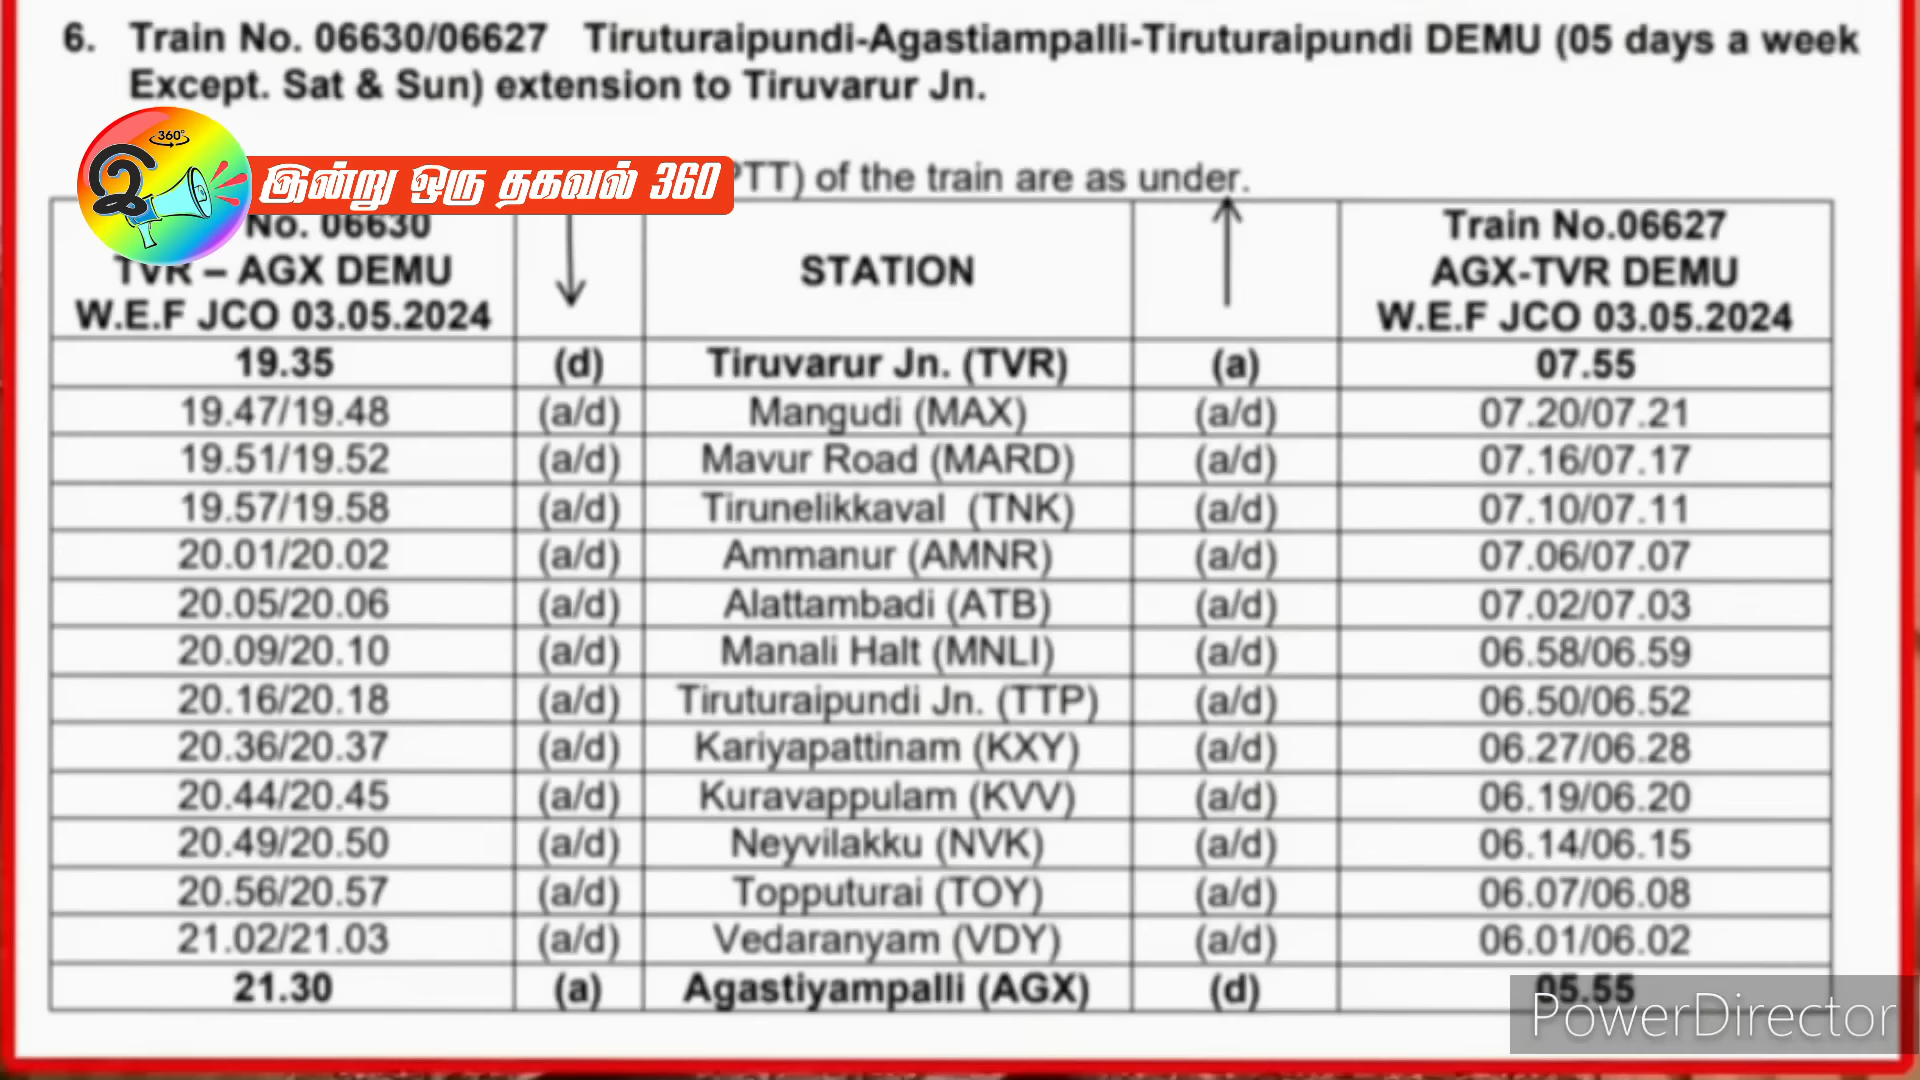 6. Train No. 06630/06627 Tiruturaipundi-Agastiampalli-Tiruturaipundi DEMU (05 days a week
Except. Sat & Sun) extension to Tiruvarur Jn.
360°
இ
இன்று ஒரு தகவல் 360
PTT) of the train are as under.
No. 06630
TVR – AGX DEMU
W.E.F JCO 03.05.2024
STATION
Train No.06627
AGX-TVR DEMU
W.E.F JCO 03.05.2024
19.35 (d) Tiruvarur Jn. (TVR) (a) 07.55
19.47/19.48 (a/d) Mangudi (MAX) (a/d) 07.20/07.21
19.51/19.52 (a/d) Mavur Road (MARD) (a/d) 07.16/07.17
19.57/19.58 (a/d) Tirunelikkaval (TNK) (a/d) 07.10/07.11
20.01/20.02 (a/d) Ammanur (AMNR) (a/d) 07.06/07.07
20.05/20.06 (a/d) Alattambadi (ATB) (a/d) 07.02/07.03
20.09/20.10 (a/d) Manali Halt (MNLI) (a/d) 06.58/06.59
20.16/20.18 (a/d) Tiruturaipundi Jn. (TTP) (a/d) 06.50/06.52
20.36/20.37 (a/d) Kariyapattinam (KXY) (a/d) 06.27/06.28
20.44/20.45 (a/d) Kuravappulam (KVV) (a/d) 06.19/06.20
20.49/20.50 (a/d) Neyvilakku (NVK) (a/d) 06.14/06.15
20.56/20.57 (a/d) Topputurai (TOY) (a/d) 06.07/06.08
21.02/21.03 (a/d) Vedaranyam (VDY) (a/d) 06.01/06.02
21.30 (a) Agastiyampalli (AGX) (d) 05.55
PowerDirector